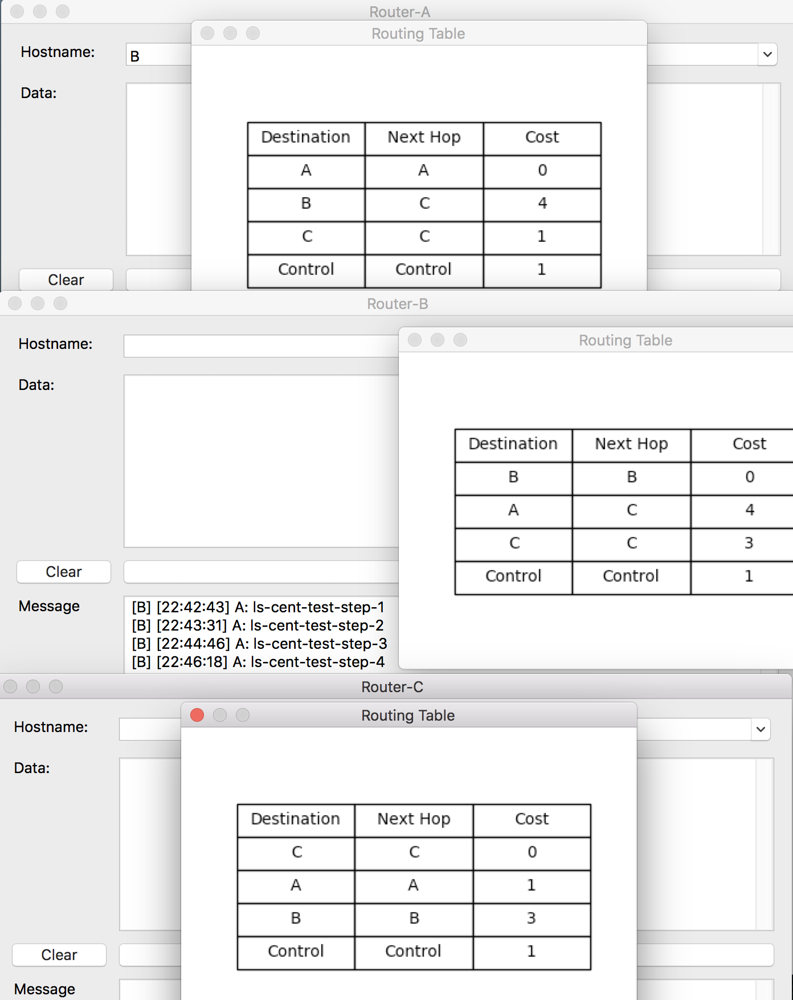 Router-A
Routing Table
Hostname:
B
Data:
Destination Next Hop Cost
A A 0
B C 4
C C 1
Control Control 1
Clear
Router-B
Routing Table
Hostname:
Data:
Destination Next Hop Cost
B B 0
A C 4
C C 3
Control Control 1
Clear
Message
[B] [22:42:43] A: ls-cent-test-step-1
[B] [22:43:31] A: ls-cent-test-step-2
[B] [22:44:46] A: ls-cent-test-step-3
[B] [22:46:18] A: ls-cent-test-step-4
Router-C
Routing Table
Hostname:
Data:
Destination Next Hop Cost
C C 0
A A 1
B B 3
Control Control 1
Clear
Message